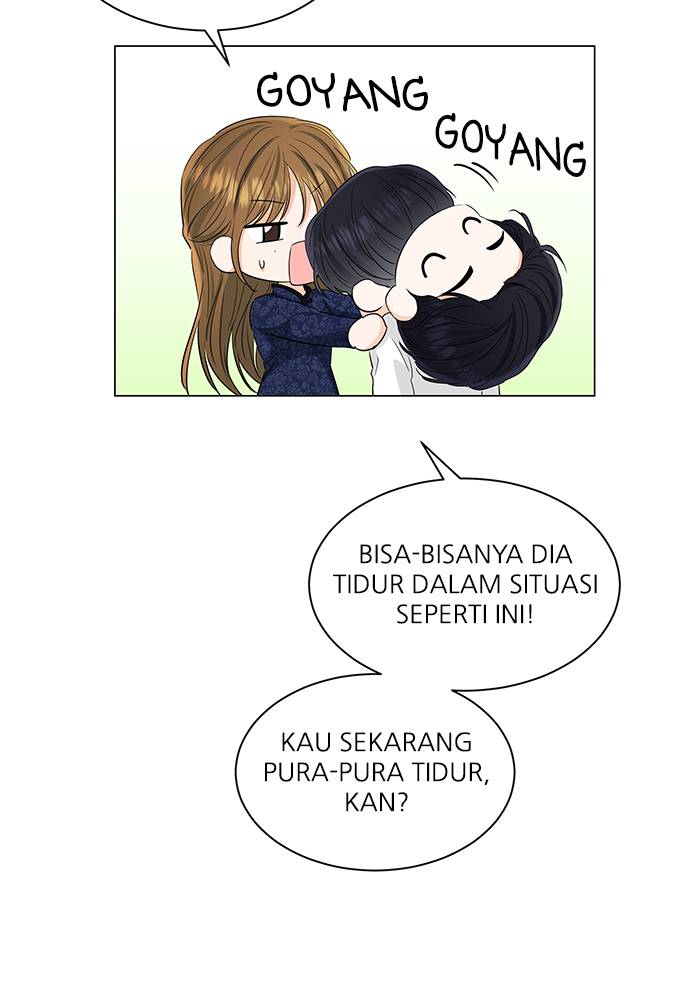 GOYANG
GOYANG
BISA-BISANYA DIA
TIDUR DALAM SITUASI
SEPERTI INI!
KAU SEKARANG
PURA-PURA TIDUR,
KAN?